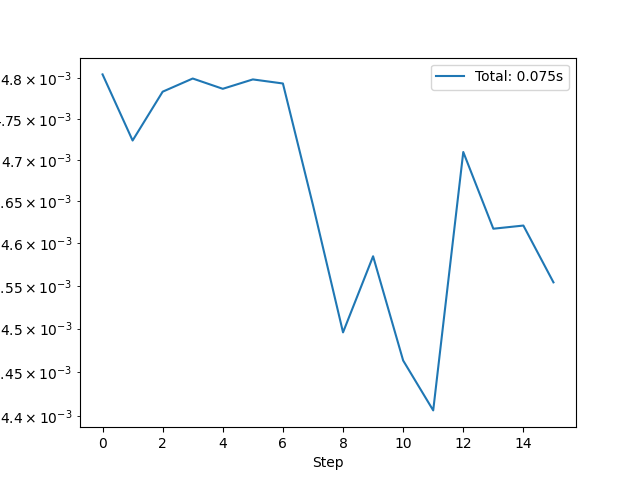 Total: 0.075s
4.8 × 10⁻³
.75 × 10⁻³
4.7 × 10⁻³
.65 × 10⁻³
4.6 × 10⁻³
.55 × 10⁻³
4.5 × 10⁻³
.45 × 10⁻³
4.4 × 10⁻³
0 2 4 6 8 10 12 14
Step